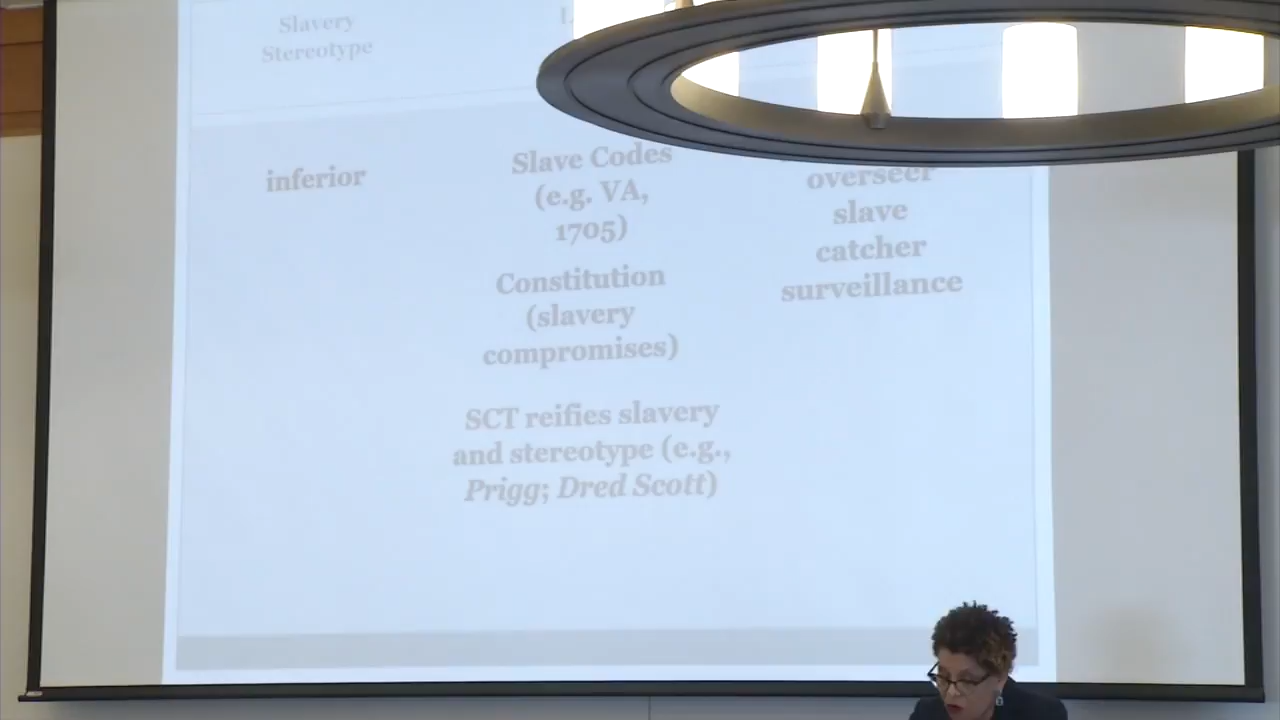 Slavery
Stereotype
inferior
Slave Codes
(e.g. VA,
1705)
Constitution
(slavery
compromises)
SCT reifies slavery
and stereotype (e.g.,
Prigg; Dred Scott)
overseer
slave
catcher
surveillance